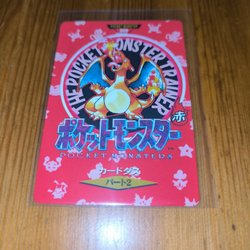 THE POCKET MONSTER TRAINER
赤
ポケットモンスター
POCKET MONSTERS
カードダス
パート2